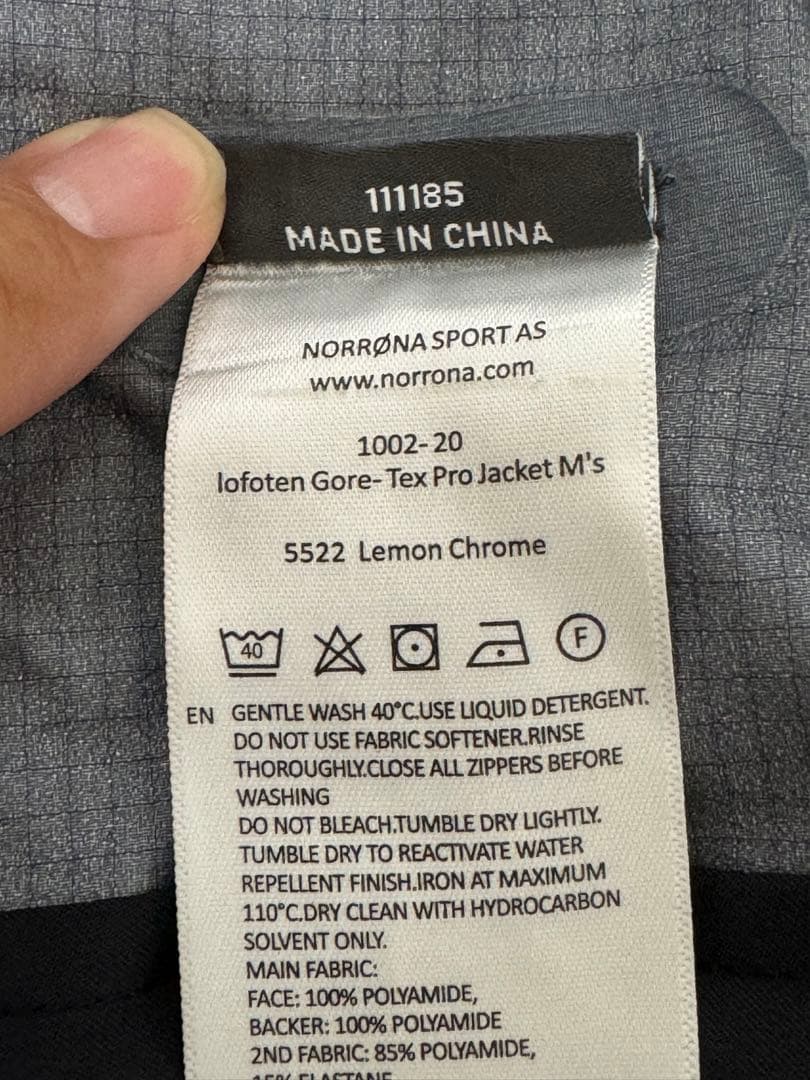 111185
MADE IN CHINA
NORRØNA SPORT AS
www.norrona.com
1002-20
lofoten Gore-Tex Pro Jacket M's
5522 Lemon Chrome
40
F
EN GENTLE WASH 40°C.USE LIQUID DETERGENT.
DO NOT USE FABRIC SOFTENER.RINSE
THOROUGHLY.CLOSE ALL ZIPPERS BEFORE
WASHING
DO NOT BLEACH.TUMBLE DRY LIGHTLY.
TUMBLE DRY TO REACTIVATE WATER
REPELLENT FINISH.IRON AT MAXIMUM
110°C.DRY CLEAN WITH HYDROCARBON
SOLVENT ONLY.
MAIN FABRIC:
FACE: 100% POLYAMIDE,
BACKER: 100% POLYAMIDE
2ND FABRIC: 85% POLYAMIDE,
15% ELASTANE